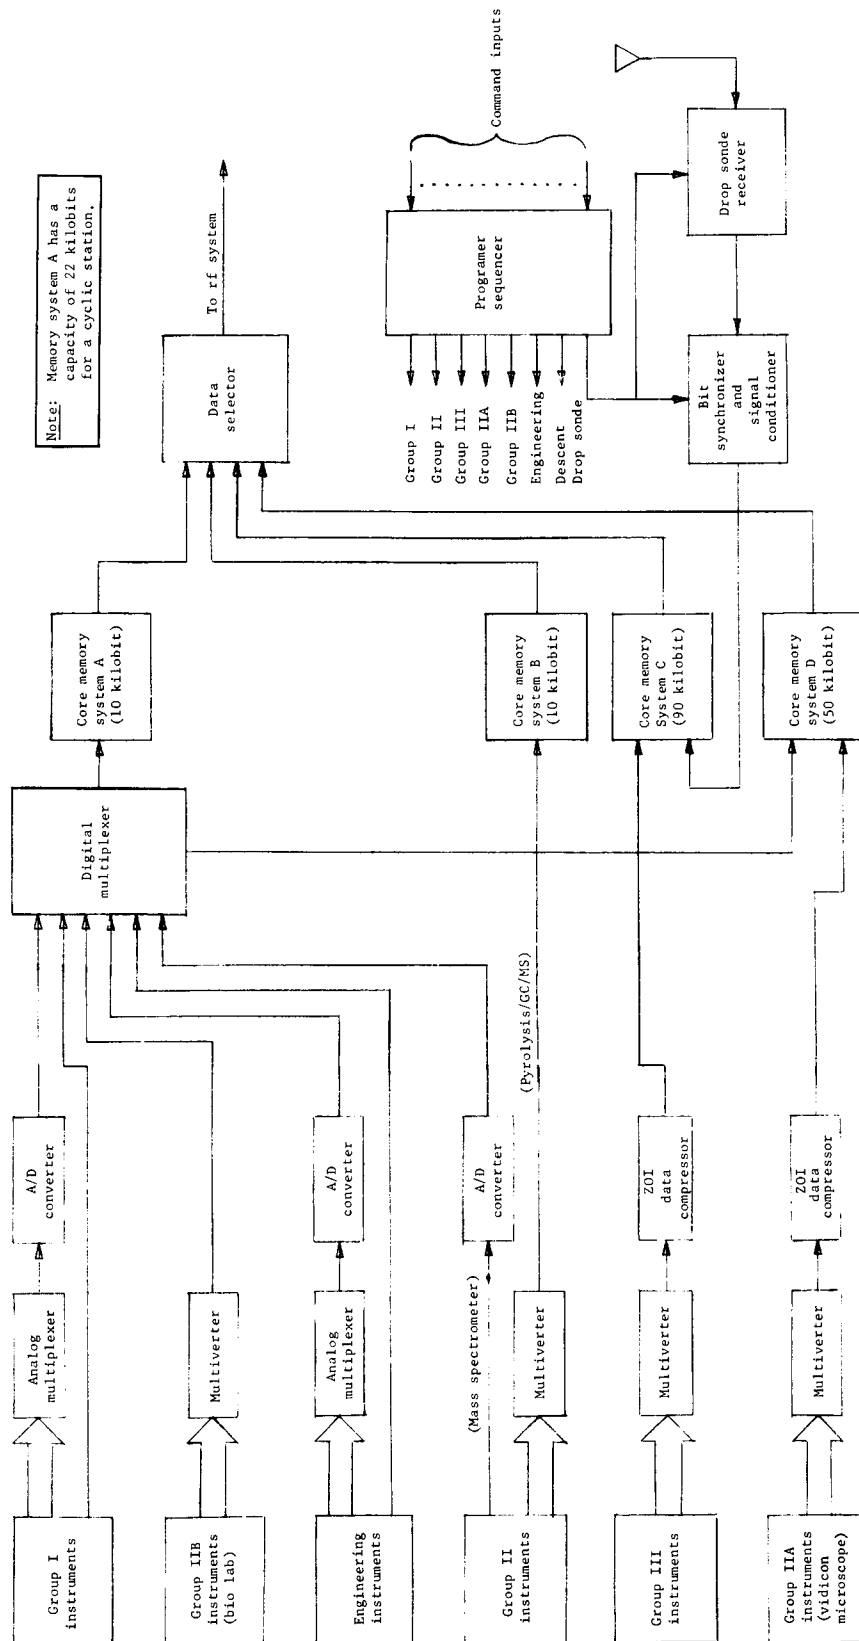 Note: Memory system A has a
capacity of 22 kilobits
for a cyclic station.
Group I
instruments
Analog
multiplexer
A/D
converter
Group IIB
instruments
(bio lab)
Multiverter
Engineering
instruments
Analog
multiplexer
A/D
converter
Group II
instruments
(Mass spectrometer)
A/D
converter
Multiverter
(Pyrolysis/GC/MS)
Group III
instruments
Multiverter
ZOI
data
compressor
Group IIA
instruments
(vidicon
microscope)
Multiverter
ZOI
data
compressor
Digital
multiplexer
Core memory
system A
(10 kilobit)
Core memory
system B
(10 kilobit)
Core memory
System C
(90 kilobit)
Core memory
system D
(50 kilobit)
Data
selector
To rf system
Group I
Group II
Group III
Group IIA
Group IIB
Engineering
Descent
Drop sonde
Programer
sequencer
Command inputs
Bit
synchronizer
and
signal
conditioner
Drop sonde
receiver